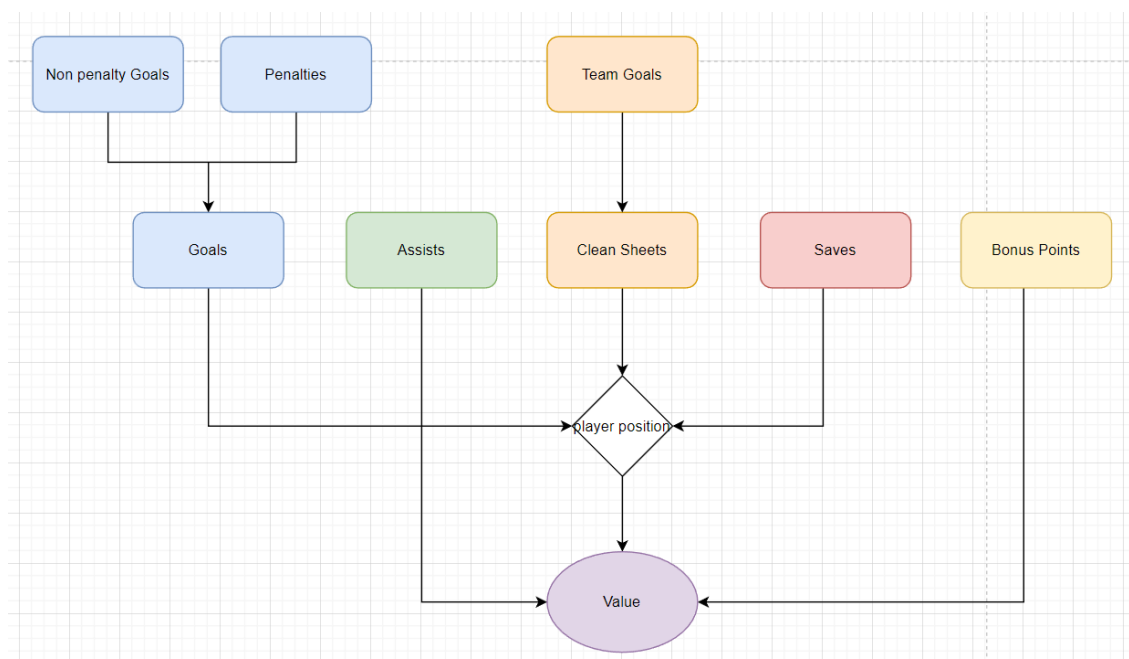 Non penalty Goals
Penalties
Team Goals
Goals
Assists
Clean Sheets
Saves
Bonus Points
player position
Value